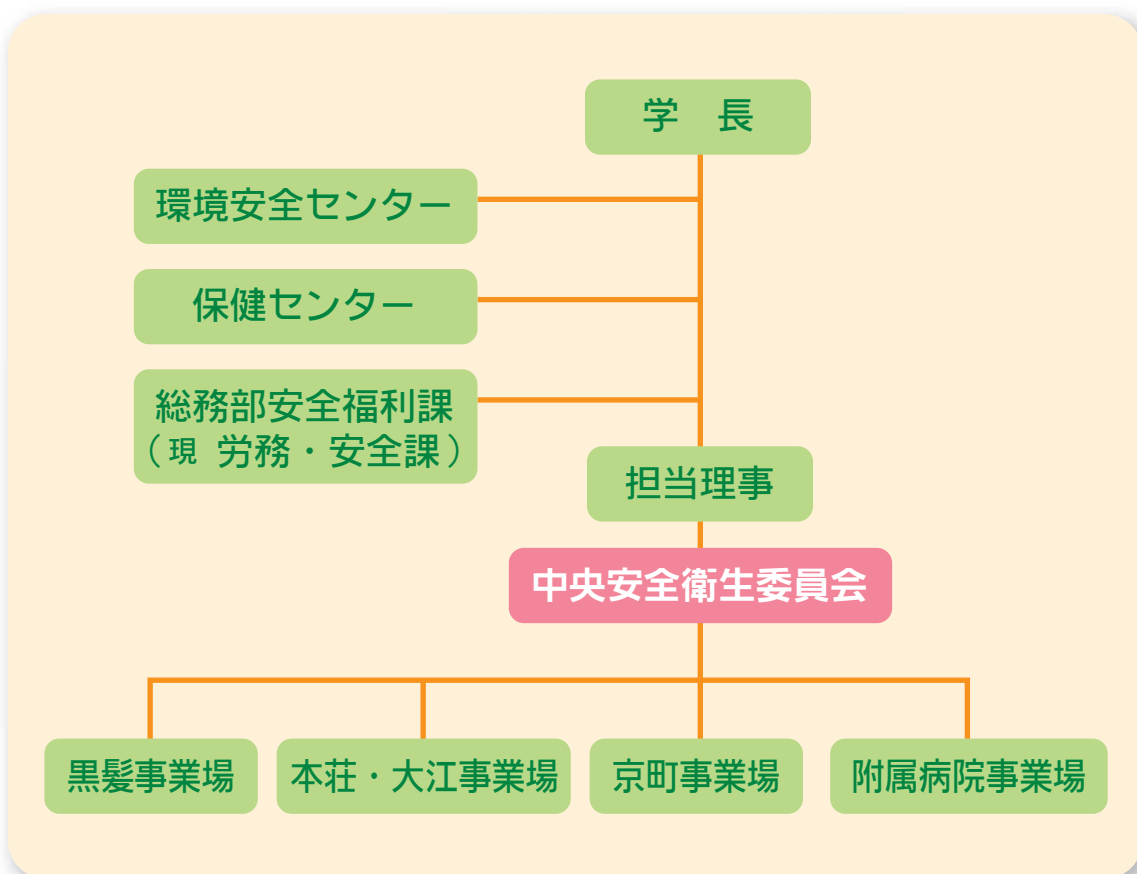 学　長
環境安全センター
保健センター
総務部安全福利課
（現 労務・安全課）
担当理事
中央安全衛生委員会
黒髪事業場
本荘・大江事業場
京町事業場
附属病院事業場